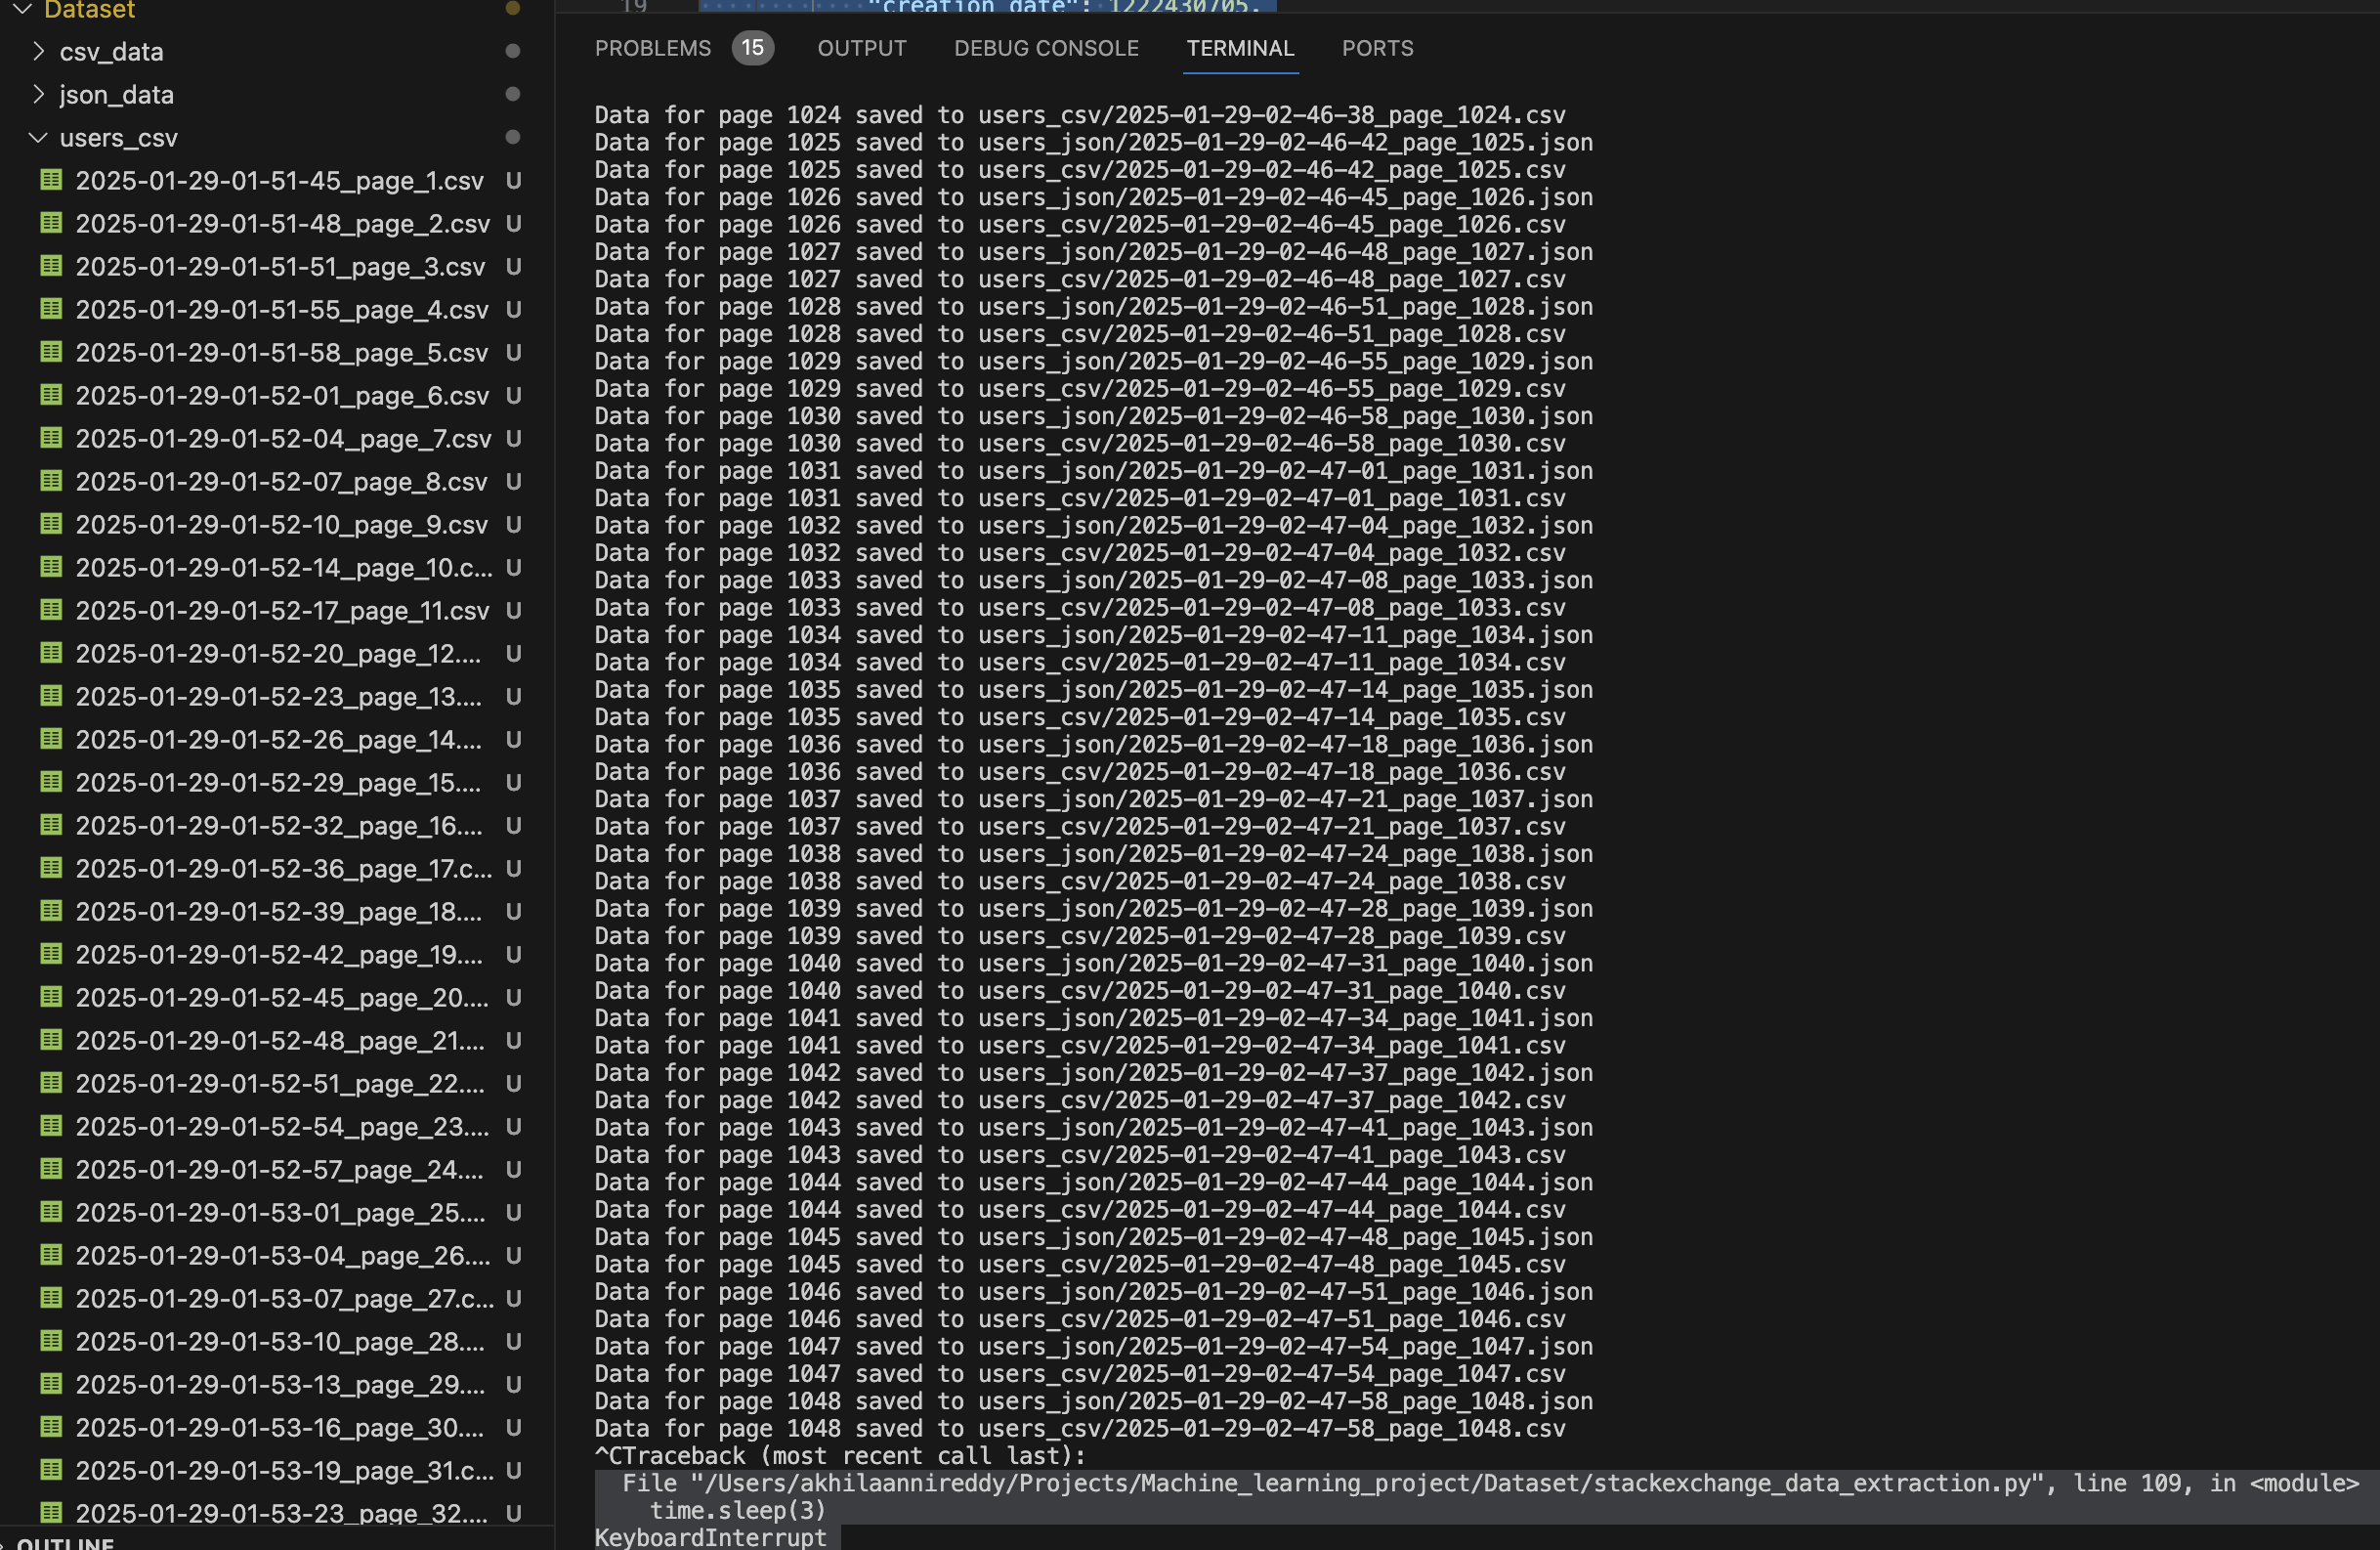 Dataset
csv_data
json_data
users_csv
2025-01-29-01-51-45_page_1.csv U
2025-01-29-01-51-48_page_2.csv U
2025-01-29-01-51-51_page_3.csv U
2025-01-29-01-51-55_page_4.csv U
2025-01-29-01-51-58_page_5.csv U
2025-01-29-01-52-01_page_6.csv U
2025-01-29-01-52-04_page_7.csv U
2025-01-29-01-52-07_page_8.csv U
2025-01-29-01-52-10_page_9.csv U
2025-01-29-01-52-14_page_10.c... U
2025-01-29-01-52-17_page_11.csv U
2025-01-29-01-52-20_page_12.... U
2025-01-29-01-52-23_page_13.... U
2025-01-29-01-52-26_page_14.... U
2025-01-29-01-52-29_page_15.... U
2025-01-29-01-52-32_page_16.... U
2025-01-29-01-52-36_page_17.c... U
2025-01-29-01-52-39_page_18.... U
2025-01-29-01-52-42_page_19.... U
2025-01-29-01-52-45_page_20.... U
2025-01-29-01-52-48_page_21.... U
2025-01-29-01-52-51_page_22.... U
2025-01-29-01-52-54_page_23.... U
2025-01-29-01-52-57_page_24.... U
2025-01-29-01-53-01_page_25.... U
2025-01-29-01-53-04_page_26.... U
2025-01-29-01-53-07_page_27.c... U
2025-01-29-01-53-10_page_28.... U
2025-01-29-01-53-13_page_29.... U
2025-01-29-01-53-16_page_30.... U
2025-01-29-01-53-19_page_31.c... U
2025-01-29-01-53-23_page_32.... U
OUTLINE
19 "creation_date": 1222430705,
PROBLEMS 15 OUTPUT DEBUG CONSOLE TERMINAL PORTS
Data for page 1024 saved to users_csv/2025-01-29-02-46-38_page_1024.csv
Data for page 1025 saved to users_json/2025-01-29-02-46-42_page_1025.json
Data for page 1025 saved to users_csv/2025-01-29-02-46-42_page_1025.csv
Data for page 1026 saved to users_json/2025-01-29-02-46-45_page_1026.json
Data for page 1026 saved to users_csv/2025-01-29-02-46-45_page_1026.csv
Data for page 1027 saved to users_json/2025-01-29-02-46-48_page_1027.json
Data for page 1027 saved to users_csv/2025-01-29-02-46-48_page_1027.csv
Data for page 1028 saved to users_json/2025-01-29-02-46-51_page_1028.json
Data for page 1028 saved to users_csv/2025-01-29-02-46-51_page_1028.csv
Data for page 1029 saved to users_json/2025-01-29-02-46-55_page_1029.json
Data for page 1029 saved to users_csv/2025-01-29-02-46-55_page_1029.csv
Data for page 1030 saved to users_json/2025-01-29-02-46-58_page_1030.json
Data for page 1030 saved to users_csv/2025-01-29-02-46-58_page_1030.csv
Data for page 1031 saved to users_json/2025-01-29-02-47-01_page_1031.json
Data for page 1031 saved to users_csv/2025-01-29-02-47-01_page_1031.csv
Data for page 1032 saved to users_json/2025-01-29-02-47-04_page_1032.json
Data for page 1032 saved to users_csv/2025-01-29-02-47-04_page_1032.csv
Data for page 1033 saved to users_json/2025-01-29-02-47-08_page_1033.json
Data for page 1033 saved to users_csv/2025-01-29-02-47-08_page_1033.csv
Data for page 1034 saved to users_json/2025-01-29-02-47-11_page_1034.json
Data for page 1034 saved to users_csv/2025-01-29-02-47-11_page_1034.csv
Data for page 1035 saved to users_json/2025-01-29-02-47-14_page_1035.json
Data for page 1035 saved to users_csv/2025-01-29-02-47-14_page_1035.csv
Data for page 1036 saved to users_json/2025-01-29-02-47-18_page_1036.json
Data for page 1036 saved to users_csv/2025-01-29-02-47-18_page_1036.csv
Data for page 1037 saved to users_json/2025-01-29-02-47-21_page_1037.json
Data for page 1037 saved to users_csv/2025-01-29-02-47-21_page_1037.csv
Data for page 1038 saved to users_json/2025-01-29-02-47-24_page_1038.json
Data for page 1038 saved to users_csv/2025-01-29-02-47-24_page_1038.csv
Data for page 1039 saved to users_json/2025-01-29-02-47-28_page_1039.json
Data for page 1039 saved to users_csv/2025-01-29-02-47-28_page_1039.csv
Data for page 1040 saved to users_json/2025-01-29-02-47-31_page_1040.json
Data for page 1040 saved to users_csv/2025-01-29-02-47-31_page_1040.csv
Data for page 1041 saved to users_json/2025-01-29-02-47-34_page_1041.json
Data for page 1041 saved to users_csv/2025-01-29-02-47-34_page_1041.csv
Data for page 1042 saved to users_json/2025-01-29-02-47-37_page_1042.json
Data for page 1042 saved to users_csv/2025-01-29-02-47-37_page_1042.csv
Data for page 1043 saved to users_json/2025-01-29-02-47-41_page_1043.json
Data for page 1043 saved to users_csv/2025-01-29-02-47-41_page_1043.csv
Data for page 1044 saved to users_json/2025-01-29-02-47-44_page_1044.json
Data for page 1044 saved to users_csv/2025-01-29-02-47-44_page_1044.csv
Data for page 1045 saved to users_json/2025-01-29-02-47-48_page_1045.json
Data for page 1045 saved to users_csv/2025-01-29-02-47-48_page_1045.csv
Data for page 1046 saved to users_json/2025-01-29-02-47-51_page_1046.json
Data for page 1046 saved to users_csv/2025-01-29-02-47-51_page_1046.csv
Data for page 1047 saved to users_json/2025-01-29-02-47-54_page_1047.json
Data for page 1047 saved to users_csv/2025-01-29-02-47-54_page_1047.csv
Data for page 1048 saved to users_json/2025-01-29-02-47-58_page_1048.json
Data for page 1048 saved to users_csv/2025-01-29-02-47-58_page_1048.csv
^CTraceback (most recent call last):
File "/Users/akhilaannireddy/Projects/Machine_learning_project/Dataset/stackexchange_data_extraction.py", line 109, in <module>
time.sleep(3)
KeyboardInterrupt